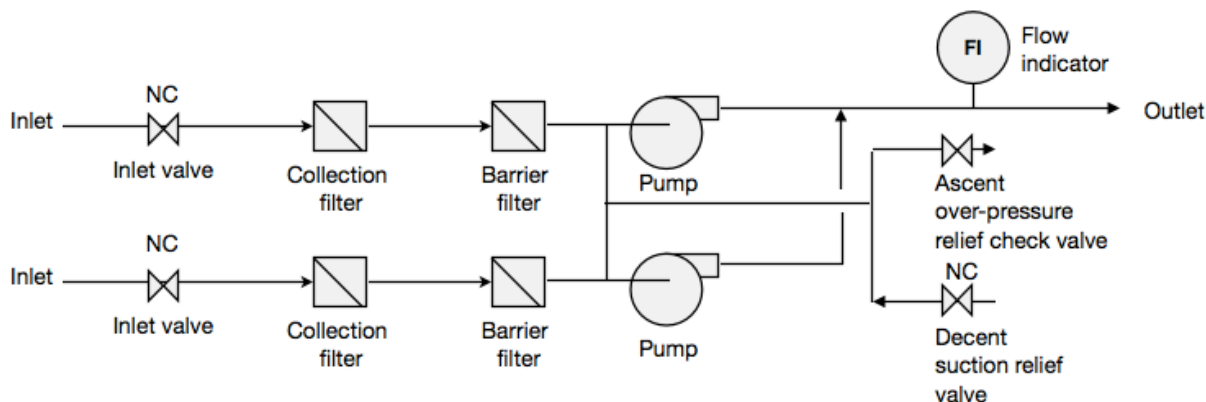 FI
Flow
indicator
NC
Inlet
Inlet valve
Collection
filter
Barrier
filter
Pump
Outlet
Ascent
over-pressure
relief check valve
NC
Inlet
Inlet valve
Collection
filter
Barrier
filter
Pump
NC
Decent
suction relief
valve